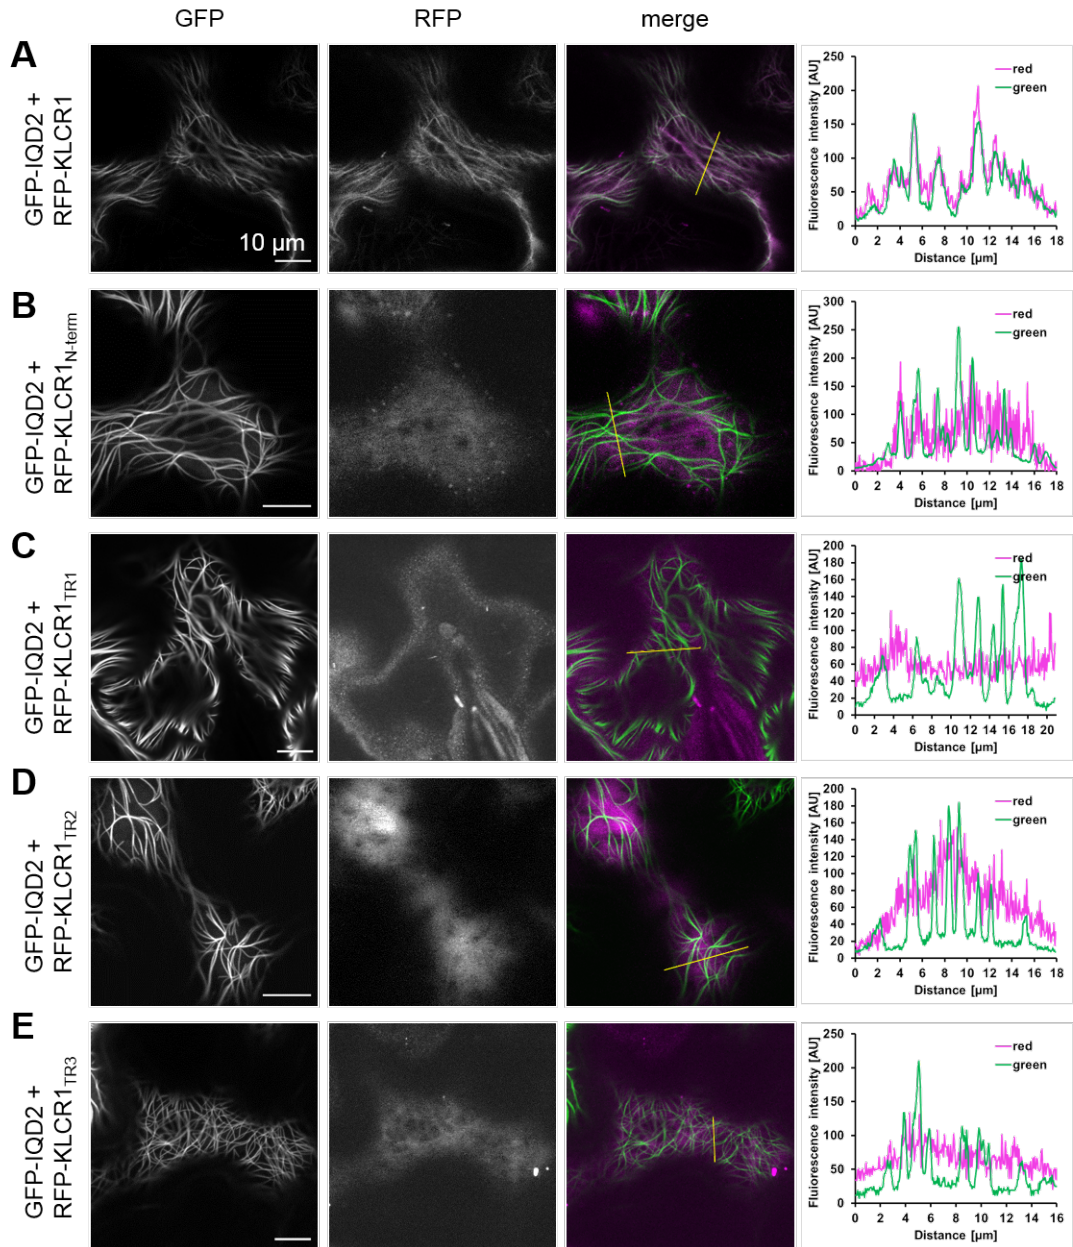 GFP
RFP
merge
A
GFP-IQD2 +
RFP-KLCR1
10 µm
Fluiorescence intensity [AU]
250
200
150
100
50
0
red
green
0 2 4 6 8 10 12 14 16 18
Distance [µm]
B
GFP-IQD2 +
RFP-KLCR1N-term
Fluiorescence intensity [AU]
300
250
200
150
100
50
0
red
green
0 2 4 6 8 10 12 14 16 18
Distance [µm]
C
GFP-IQD2 +
RFP-KLCR1TR1
Fluiorescence intensity [AU]
200
180
160
140
120
100
80
60
40
20
0
red
green
0 2 4 6 8 10 12 14 16 18 20
Distance [µm]
D
GFP-IQD2 +
RFP-KLCR1TR2
Fluiorescence intensity [AU]
200
180
160
140
120
100
80
60
40
20
0
red
green
0 2 4 6 8 10 12 14 16 18
Distance [µm]
E
GFP-IQD2 +
RFP-KLCR1TR3
Fluiorescence intensity [AU]
250
200
150
100
50
0
red
green
0 2 4 6 8 10 12 14 16
Distance [µm]